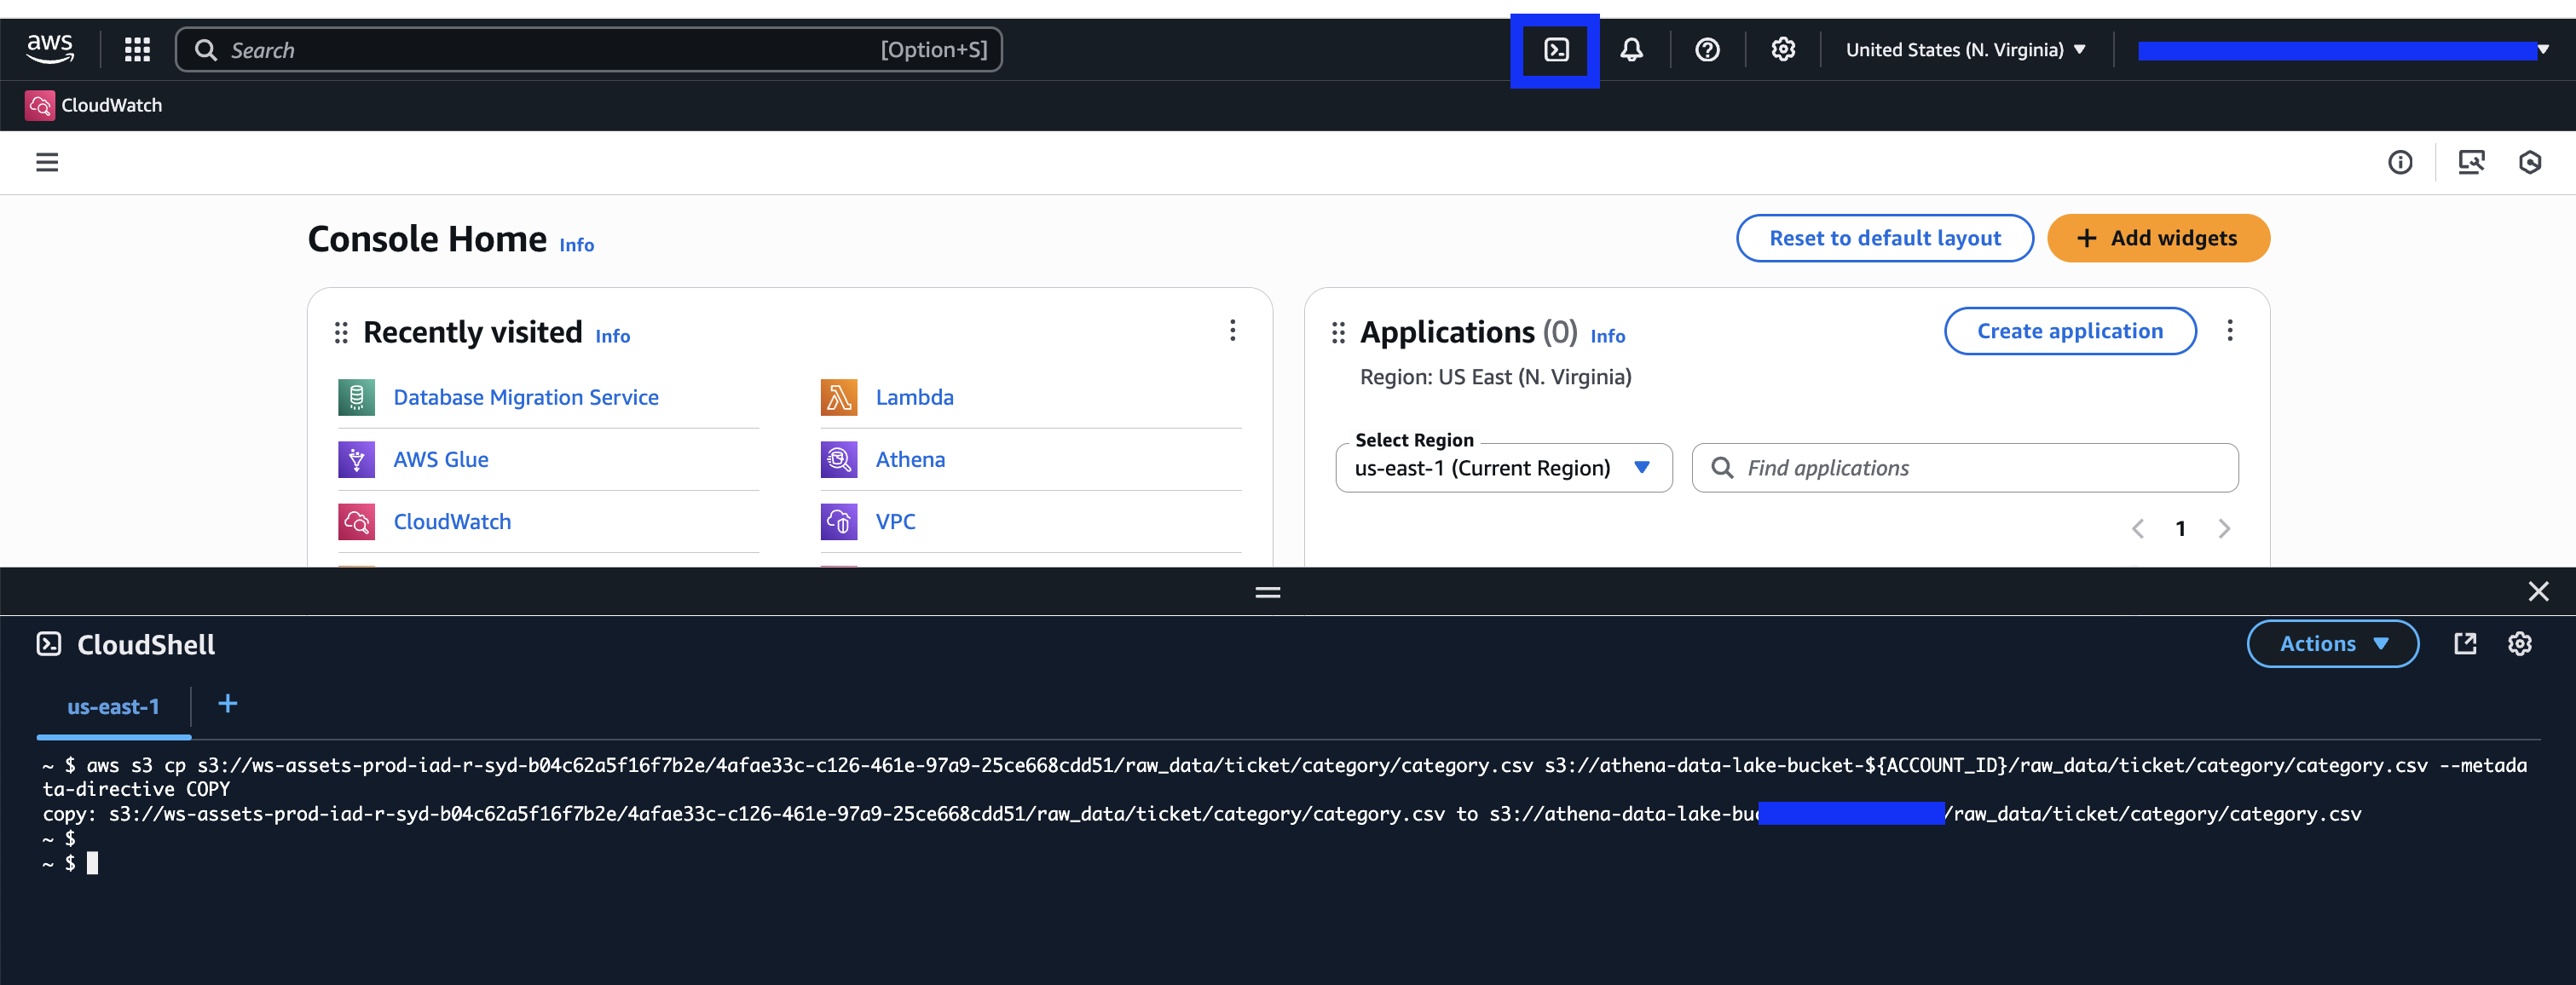 aws
Search [Option+S]
United States (N. Virginia)
CloudWatch
Console Home Info
Reset to default layout
Add widgets
Recently visited Info
Database Migration Service
Lambda
AWS Glue
Athena
CloudWatch
VPC
Applications (0) Info
Create application
Region: US East (N. Virginia)
Select Region
us-east-1 (Current Region)
Find applications
1
CloudShell
Actions
us-east-1
+
~ $ aws s3 cp s3://ws-assets-prod-iad-r-syd-b04c62a5f16f7b2e/4afae33c-c126-461e-97a9-25ce668cdd51/raw_data/ticket/category/category.csv s3://athena-data-lake-bucket-${ACCOUNT_ID}/raw_data/ticket/category/category.csv --metada
ta-directive COPY
copy: s3://ws-assets-prod-iad-r-syd-b04c62a5f16f7b2e/4afae33c-c126-461e-97a9-25ce668cdd51/raw_data/ticket/category/category.csv to s3://athena-data-lake-bu /raw_data/ticket/category/category.csv
~ $
~ $